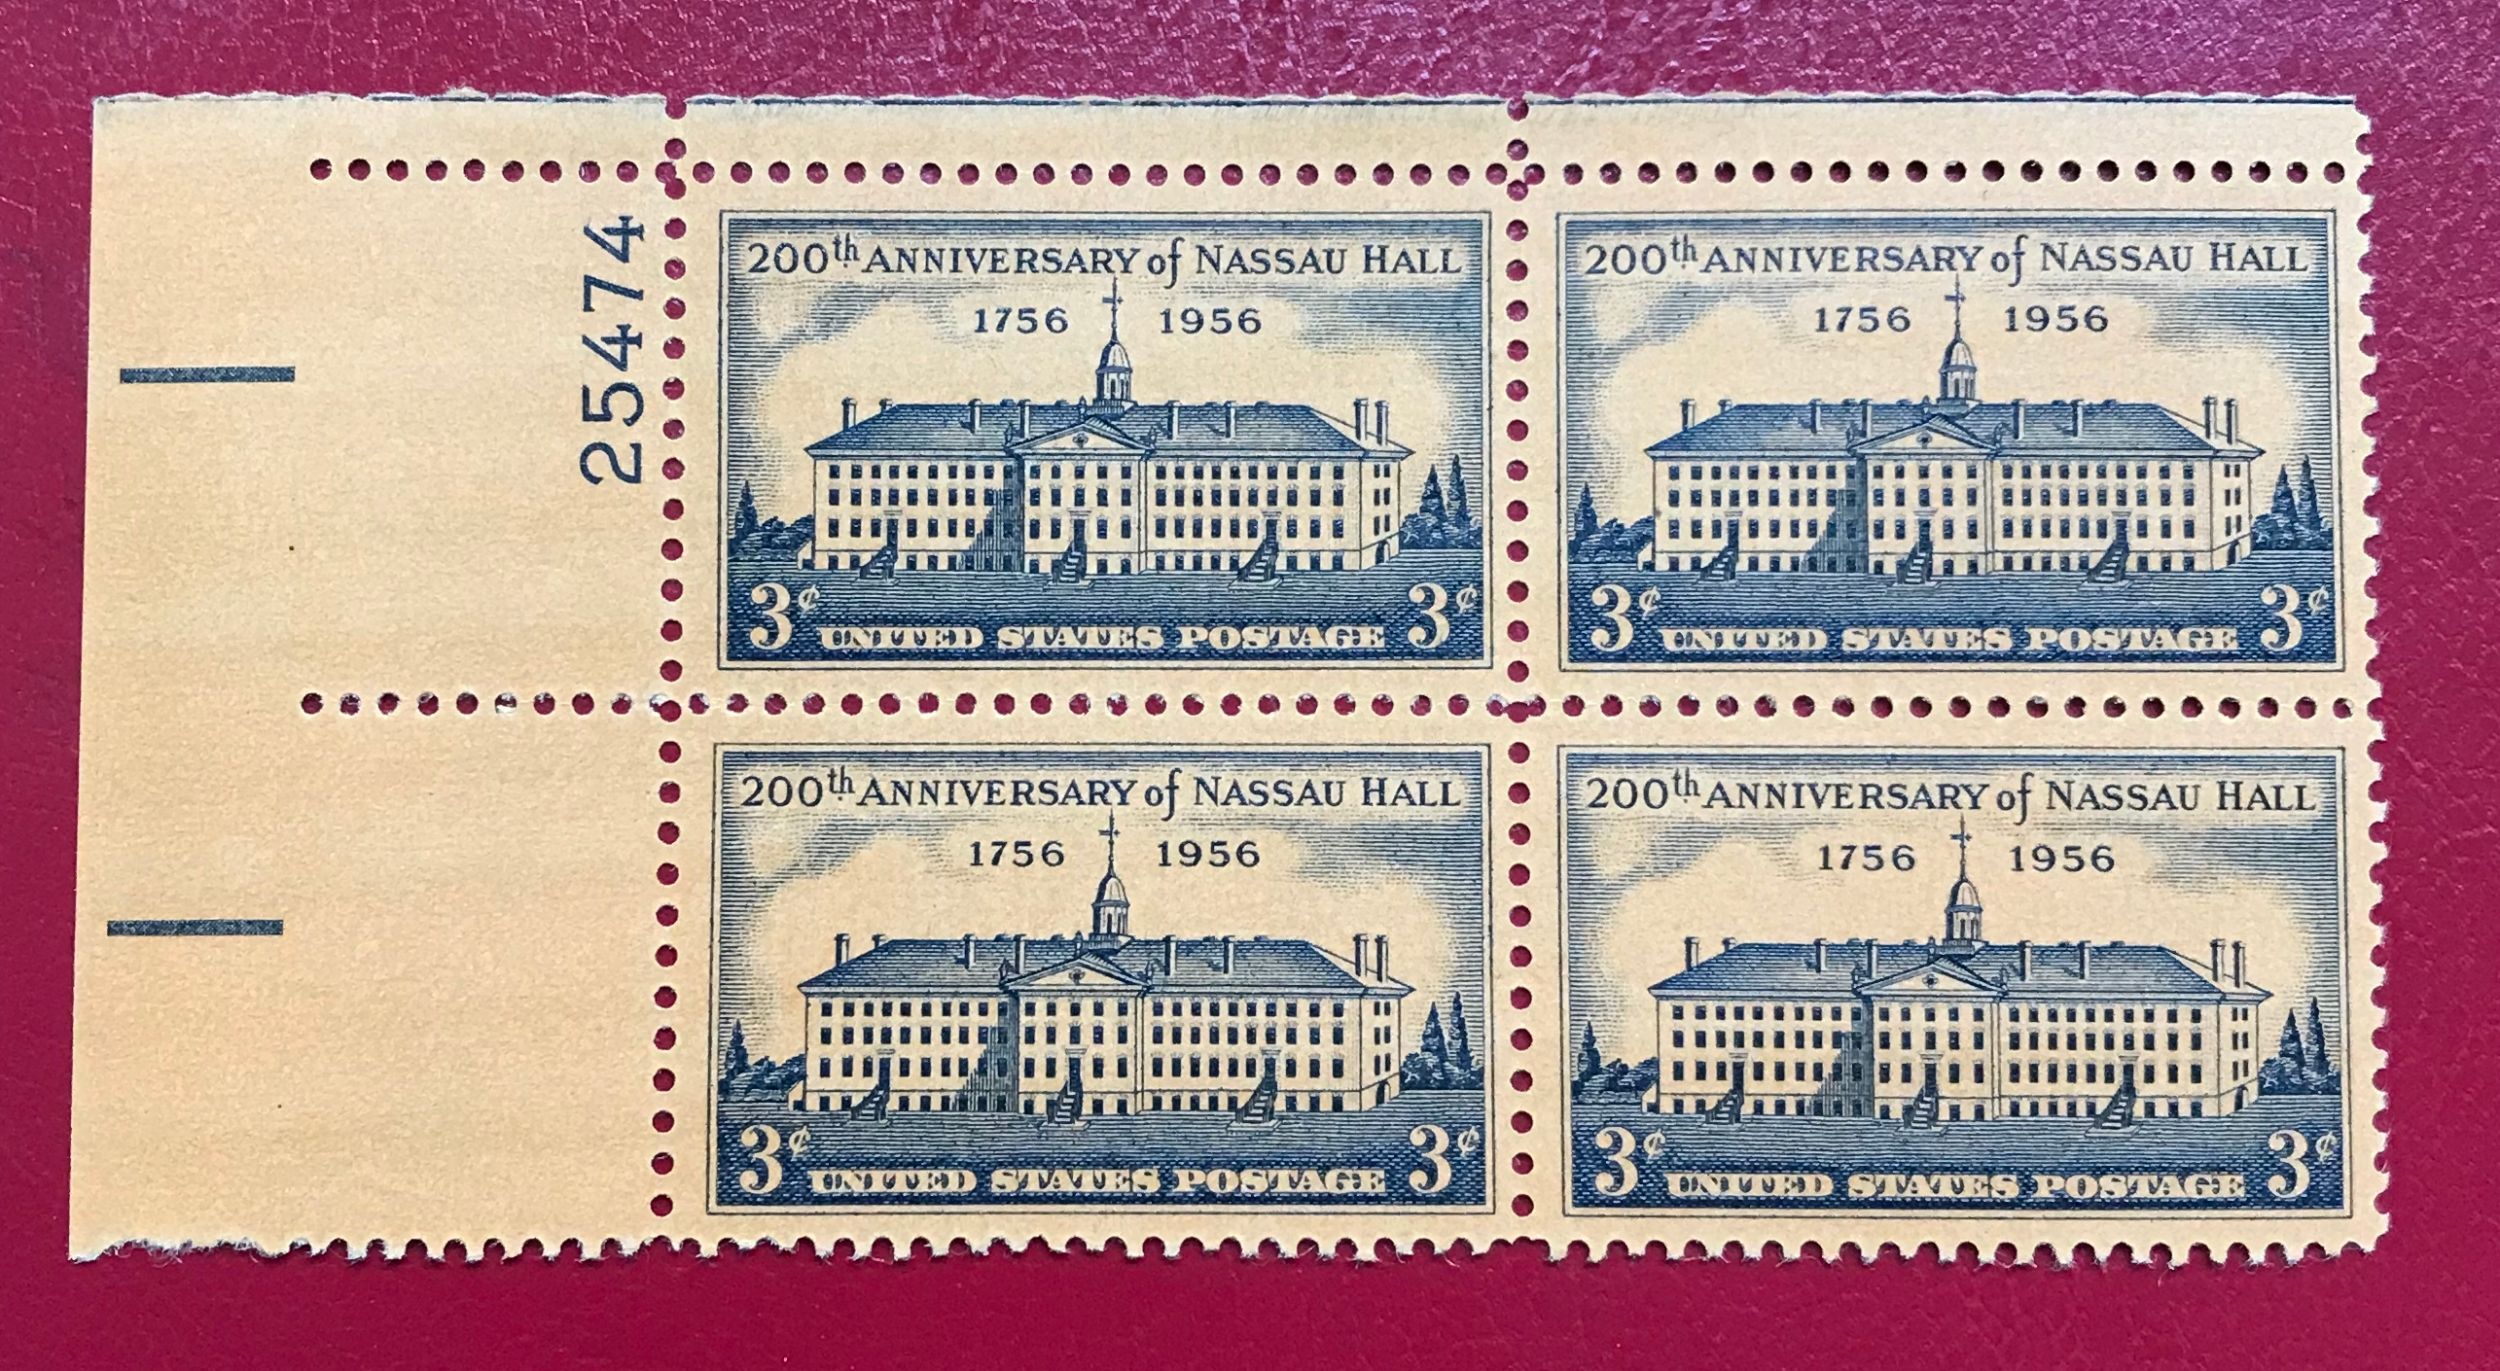 25474
200th ANNIVERSARY of NASSAU HALL
1756 1956
3¢ UNITED STATES POSTAGE 3¢
200th ANNIVERSARY of NASSAU HALL
1756 1956
3¢ UNITED STATES POSTAGE 3¢
200th ANNIVERSARY of NASSAU HALL
1756 1956
3¢ UNITED STATES POSTAGE 3¢
200th ANNIVERSARY of NASSAU HALL
1756 1956
3¢ UNITED STATES POSTAGE 3¢